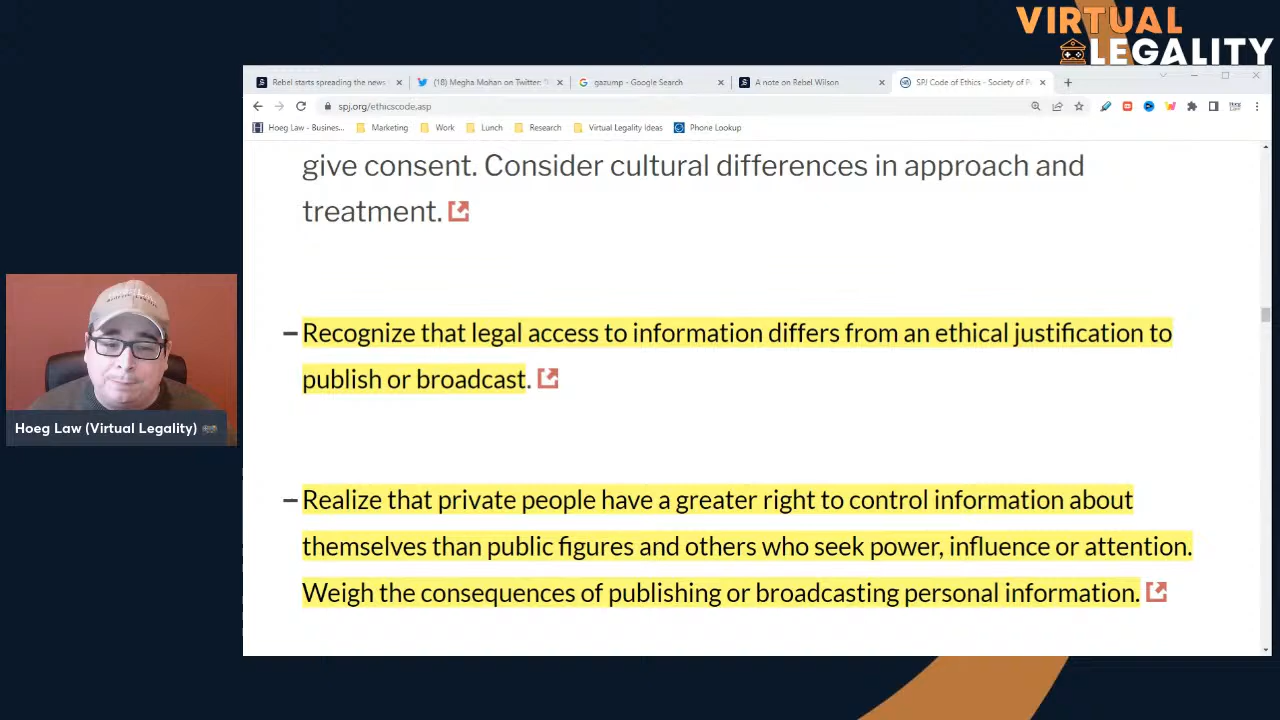 VIRTUAL
LEGALITY
Rebel starts spreading the news
(18) Megha Mohan on Twitter: "I
gazump - Google Search
A note on Rebel Wilson
SPJ Code of Ethics - Society of P
spj.org/ethicscode.asp
Hoeg Law - Busines...
Marketing
Work
Lunch
Research
Virtual Legality Ideas
Phone Lookup
give consent. Consider cultural differences in approach and
treatment.
– Recognize that legal access to information differs from an ethical justification to
publish or broadcast.
– Realize that private people have a greater right to control information about
themselves than public figures and others who seek power, influence or attention.
Weigh the consequences of publishing or broadcasting personal information.
Hoeg Law (Virtual Legality)